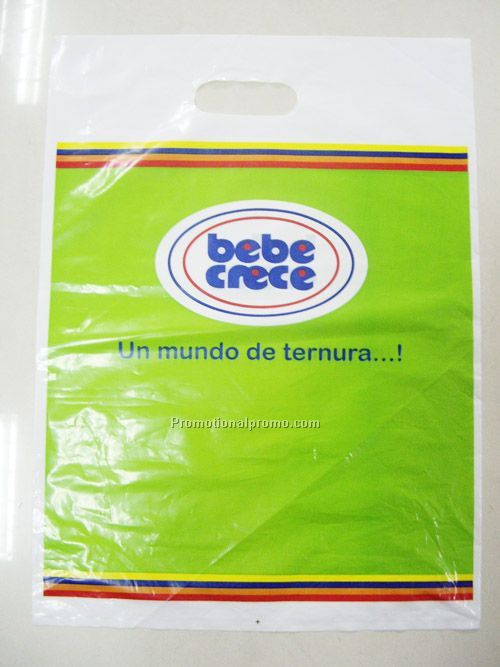 bebe
crece
Un mundo de ternura...!
Promotionalpromo.com